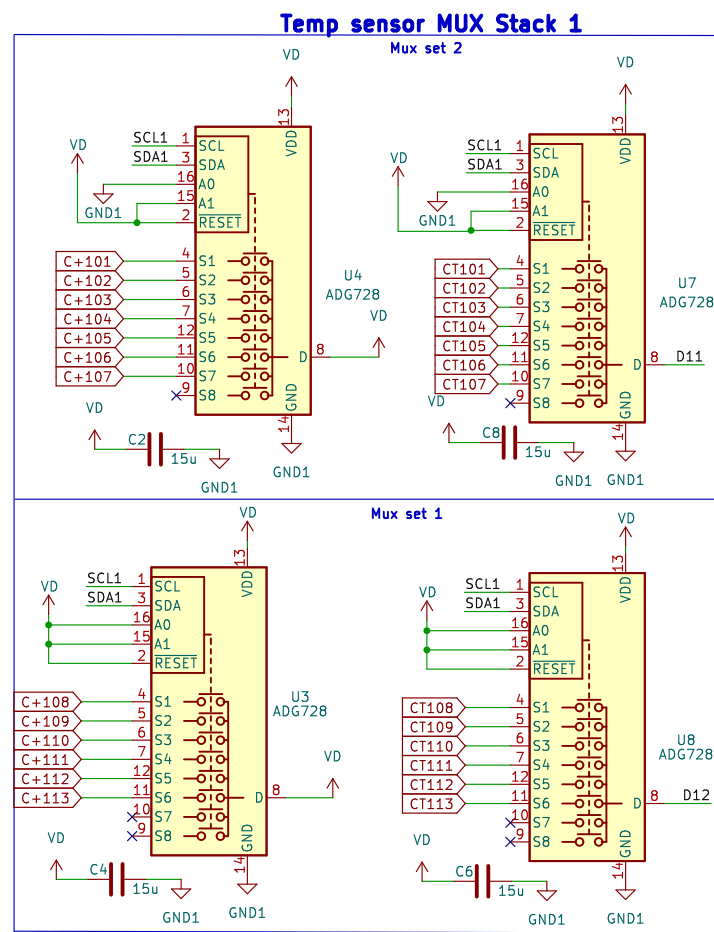 Temp sensor MUX Stack 1
Mux set 2
VD
13
VDD
VD
SCL1
1
SCL
SDA1
3
SDA
16
A0
GND1
15
A1
2
RESET
C+101
4
S1
C+102
5
S2
C+103
6
S3
C+104
7
S4
C+105
12
S5
C+106
11
S6
C+107
10
S7
9
S8
U4
ADG728
VD
8
D
GND
14
GND1
VD
C2
15u
GND1
VD
13
VDD
VD
SCL1
1
SCL
SDA1
3
SDA
16
A0
GND1
15
A1
2
RESET
CT101
4
S1
CT102
5
S2
CT103
6
S3
CT104
7
S4
CT105
12
S5
CT106
11
S6
CT107
10
S7
9
S8
U7
ADG728
D
8
D11
GND
14
GND1
VD
C8
15u
GND1
Mux set 1
VD
13
VDD
VD
SCL1
1
SCL
SDA1
3
SDA
16
A0
15
A1
2
RESET
C+108
4
S1
C+109
5
S2
C+110
6
S3
C+111
7
S4
C+112
12
S5
C+113
11
S6
10
S7
9
S8
U3
ADG728
VD
D
8
GND
14
GND1
VD
C4
15u
GND1
VD
13
VDD
VD
SCL1
1
SCL
SDA1
3
SDA
16
A0
15
A1
2
RESET
CT108
4
S1
CT109
5
S2
CT110
6
S3
CT111
7
S4
CT112
12
S5
CT113
11
S6
10
S7
9
S8
U8
ADG728
D
8
D12
GND
14
GND1
VD
C6
15u
GND1